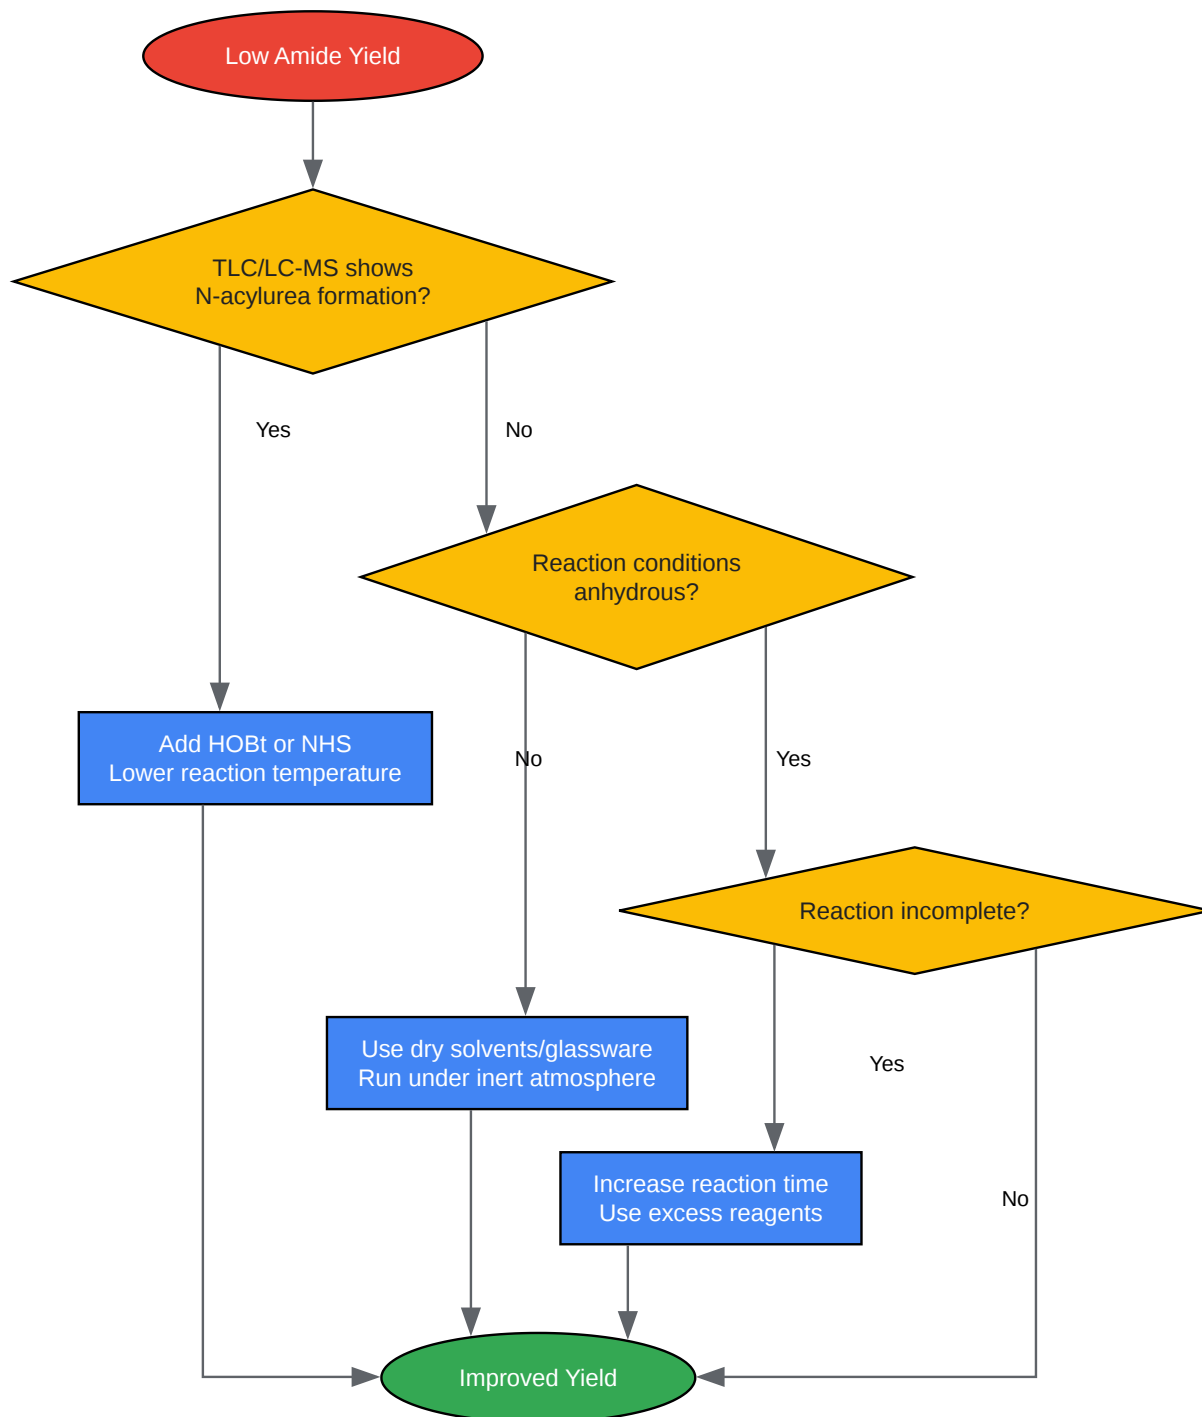 Low Amide Yield
TLC/LC-MS shows
N-acylurea formation?
Yes
No
Reaction conditions
anhydrous?
Add HOBt or NHS
Lower reaction temperature
No
Yes
Reaction incomplete?
Use dry solvents/glassware
Run under inert atmosphere
Yes
Increase reaction time
Use excess reagents
No
Improved Yield